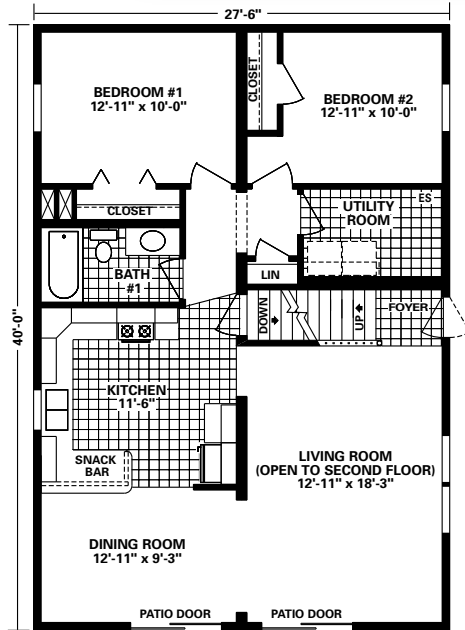 27'-6"
BEDROOM #1
12'-11" x 10'-0"
CLOSET
BEDROOM #2
12'-11" x 10'-0"
CLOSET
UTILITY
ROOM
ES
BATH
#1
LIN
40'-0"
DOWN
UP
FOYER
KITCHEN
11'-6"
SNACK
BAR
LIVING ROOM
(OPEN TO SECOND FLOOR)
12'-11" x 18'-3"
DINING ROOM
12'-11" x 9'-3"
PATIO DOOR
PATIO DOOR